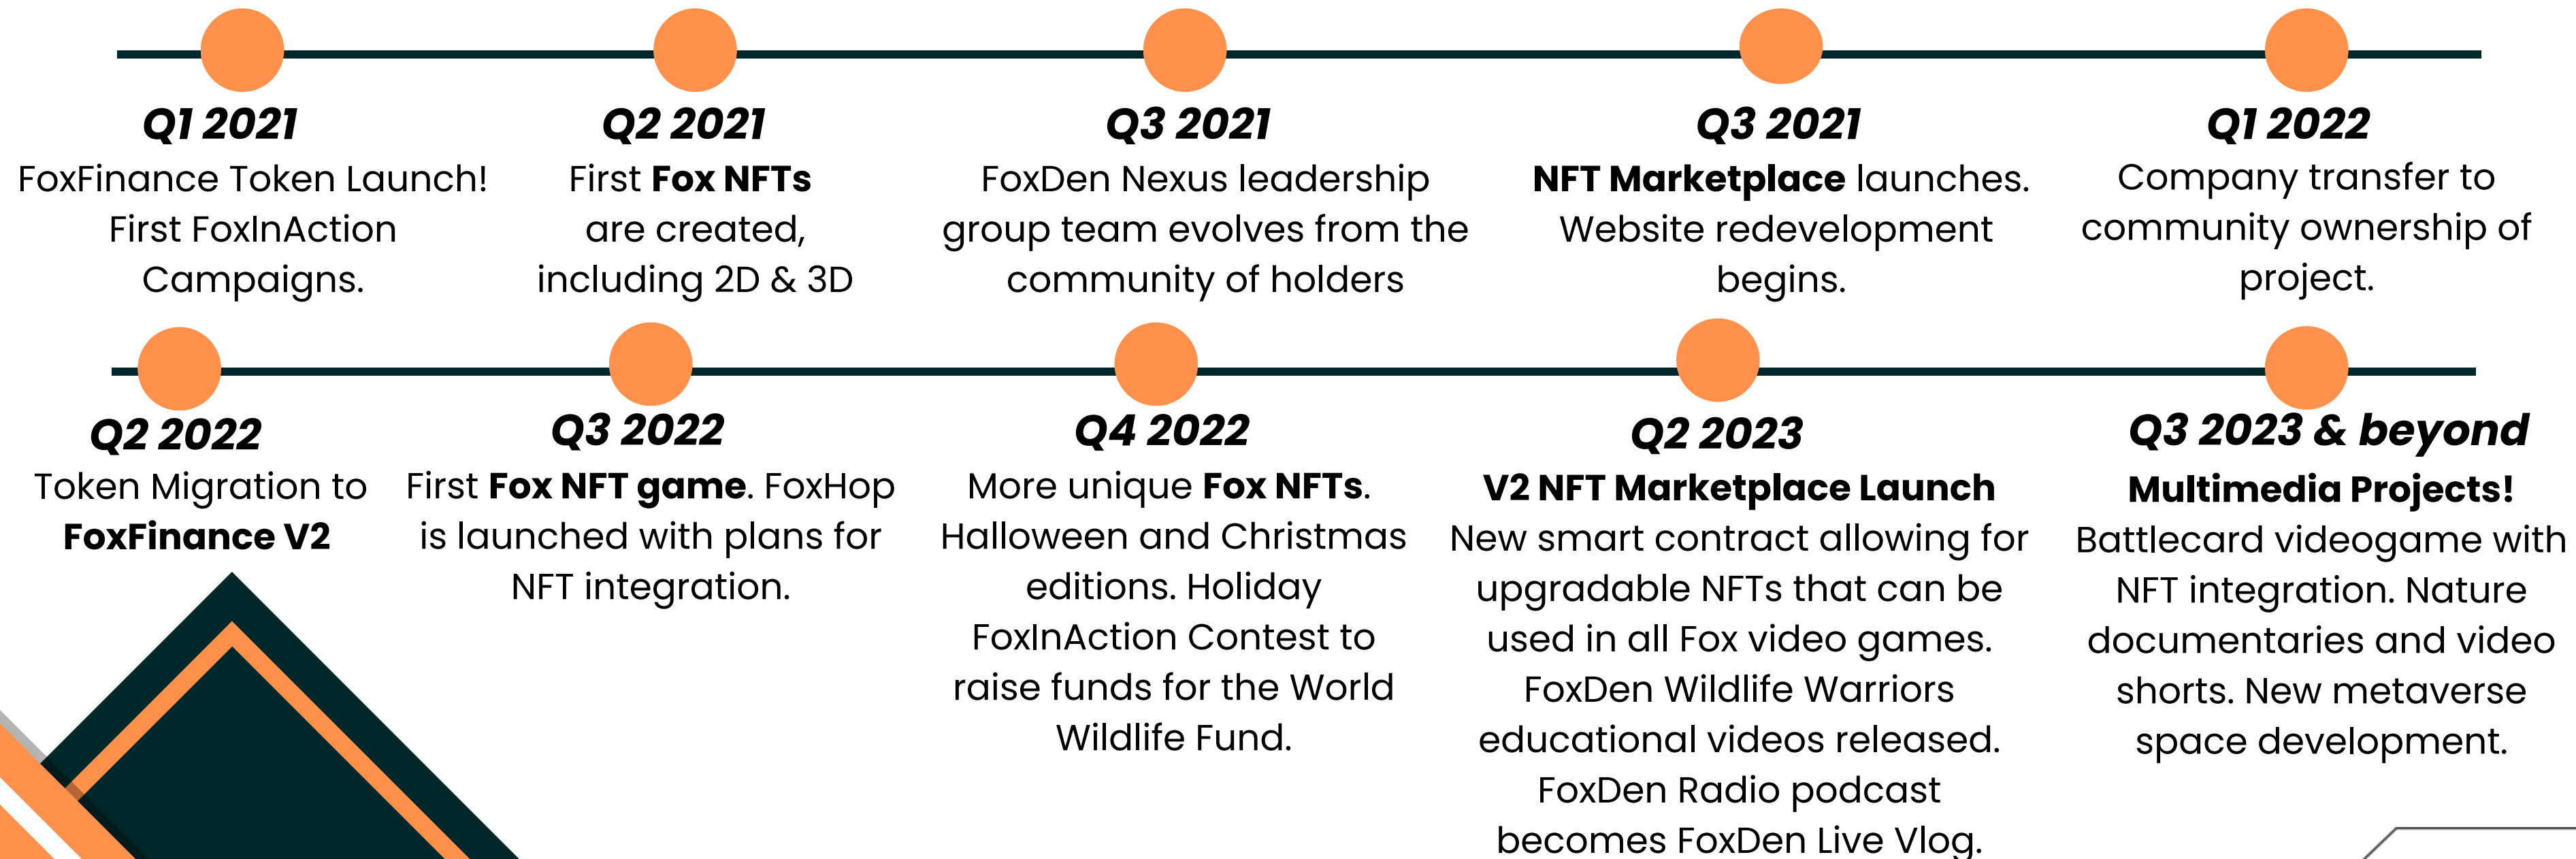 Q1 2021
FoxFinance Token Launch!
First FoxInAction
Campaigns.
Q2 2021
First Fox NFTs
are created,
including 2D & 3D
Q3 2021
FoxDen Nexus leadership
group team evolves from the
community of holders
Q3 2021
NFT Marketplace launches.
Website redevelopment
begins.
Q1 2022
Company transfer to
community ownership of
project.
Q2 2022
Token Migration to
FoxFinance V2
Q3 2022
First Fox NFT game. FoxHop
is launched with plans for
NFT integration.
Q4 2022
More unique Fox NFTs.
Halloween and Christmas
editions. Holiday
FoxInAction Contest to
raise funds for the World
Wildlife Fund.
Q2 2023
V2 NFT Marketplace Launch
New smart contract allowing for
upgradable NFTs that can be
used in all Fox video games.
FoxDen Wildlife Warriors
educational videos released.
FoxDen Radio podcast
becomes FoxDen Live Vlog.
Q3 2023 & beyond
Multimedia Projects!
Battlecard videogame with
NFT integration. Nature
documentaries and video
shorts. New metaverse
space development.